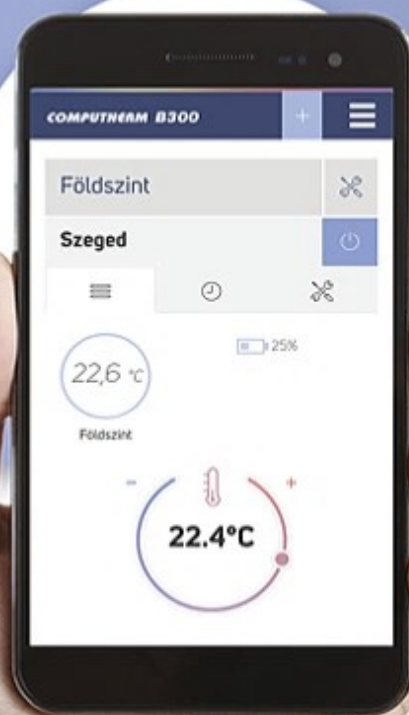 COMPUTHERM B300
+
Földszint
Szeged
25%
22,6 °C
Földszint
- +
22.4°C